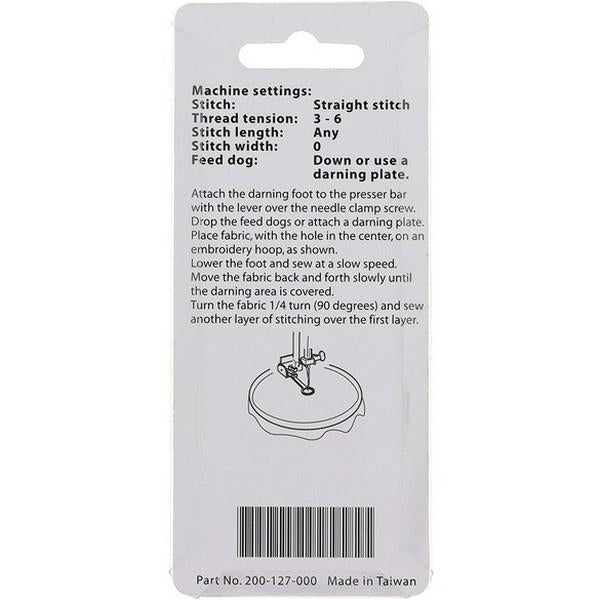 Machine settings:
Stitch: Straight stitch
Thread tension: 3 - 6
Stitch length: Any
Stitch width: 0
Feed dog: Down or use a
darning plate.
Attach the darning foot to the presser bar
with the lever over the needle clamp screw.
Drop the feed dogs or attach a darning plate.
Place fabric, with the hole in the center, on an
embroidery hoop, as shown.
Lower the foot and sew at a slow speed.
Move the fabric back and forth slowly until
the darning area is covered.
Turn the fabric 1/4 turn (90 degrees) and sew
another layer of stitching over the first layer.
Part No. 200-127-000 Made in Taiwan